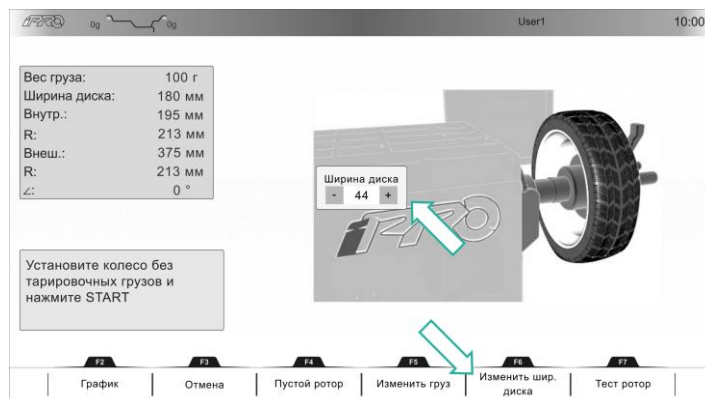 iPRO 0g 0g User1 10:00
Вес груза: 100 г
Ширина диска: 180 мм
Внутр.: 195 мм
R: 213 мм
Внеш.: 375 мм
R: 213 мм
∠: 0 °
Ширина диска
- 44 +
iPRO
Установите колесо без
тарировочных грузов и
нажмите START
F2 F3 F4 F5 F6 F7
График Отмена Пустой ротор Изменить груз Изменить шир. Тест ротор
диска